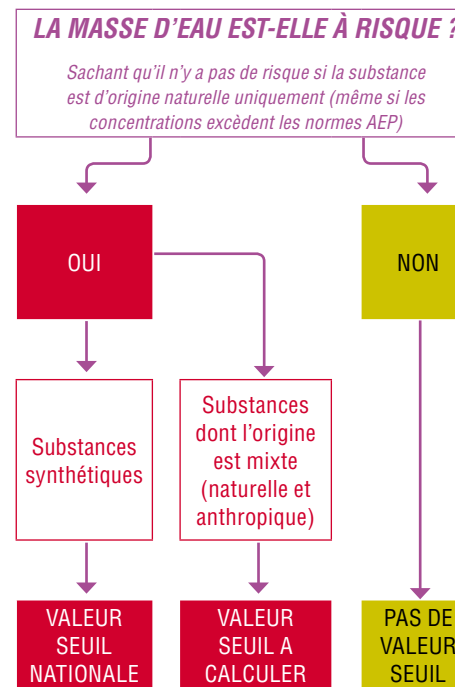 LA MASSE D'EAU EST-ELLE À RISQUE ?
Sachant qu'il n'y a pas de risque si la substance
est d'origine naturelle uniquement (même si les
concentrations excèdent les normes AEP)
OUI
NON
Substances
synthétiques
Substances
dont l'origine
est mixte
(naturelle et
anthropique)
VALEUR
SEUIL
NATIONALE
VALEUR
SEUIL A
CALCULER
PAS DE
VALEUR
SEUIL